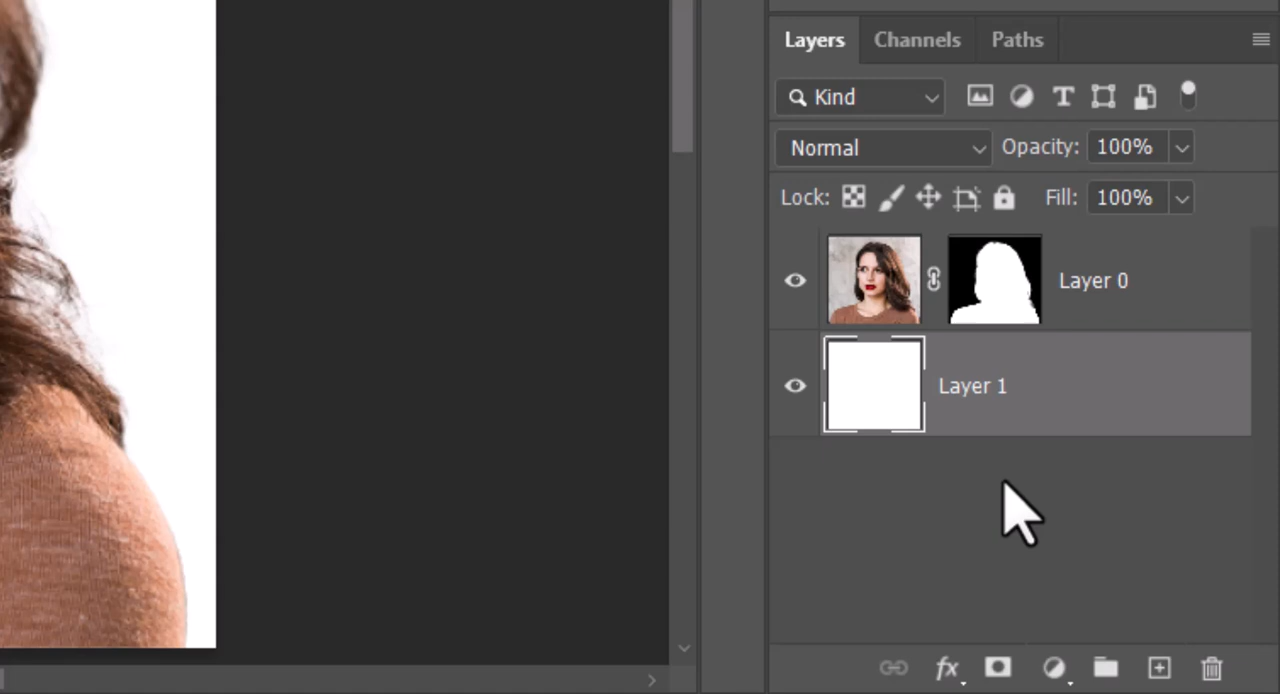 Layers Channels Paths
Kind
Normal Opacity: 100%
Lock: Fill: 100%
Layer 0
Layer 1
fx